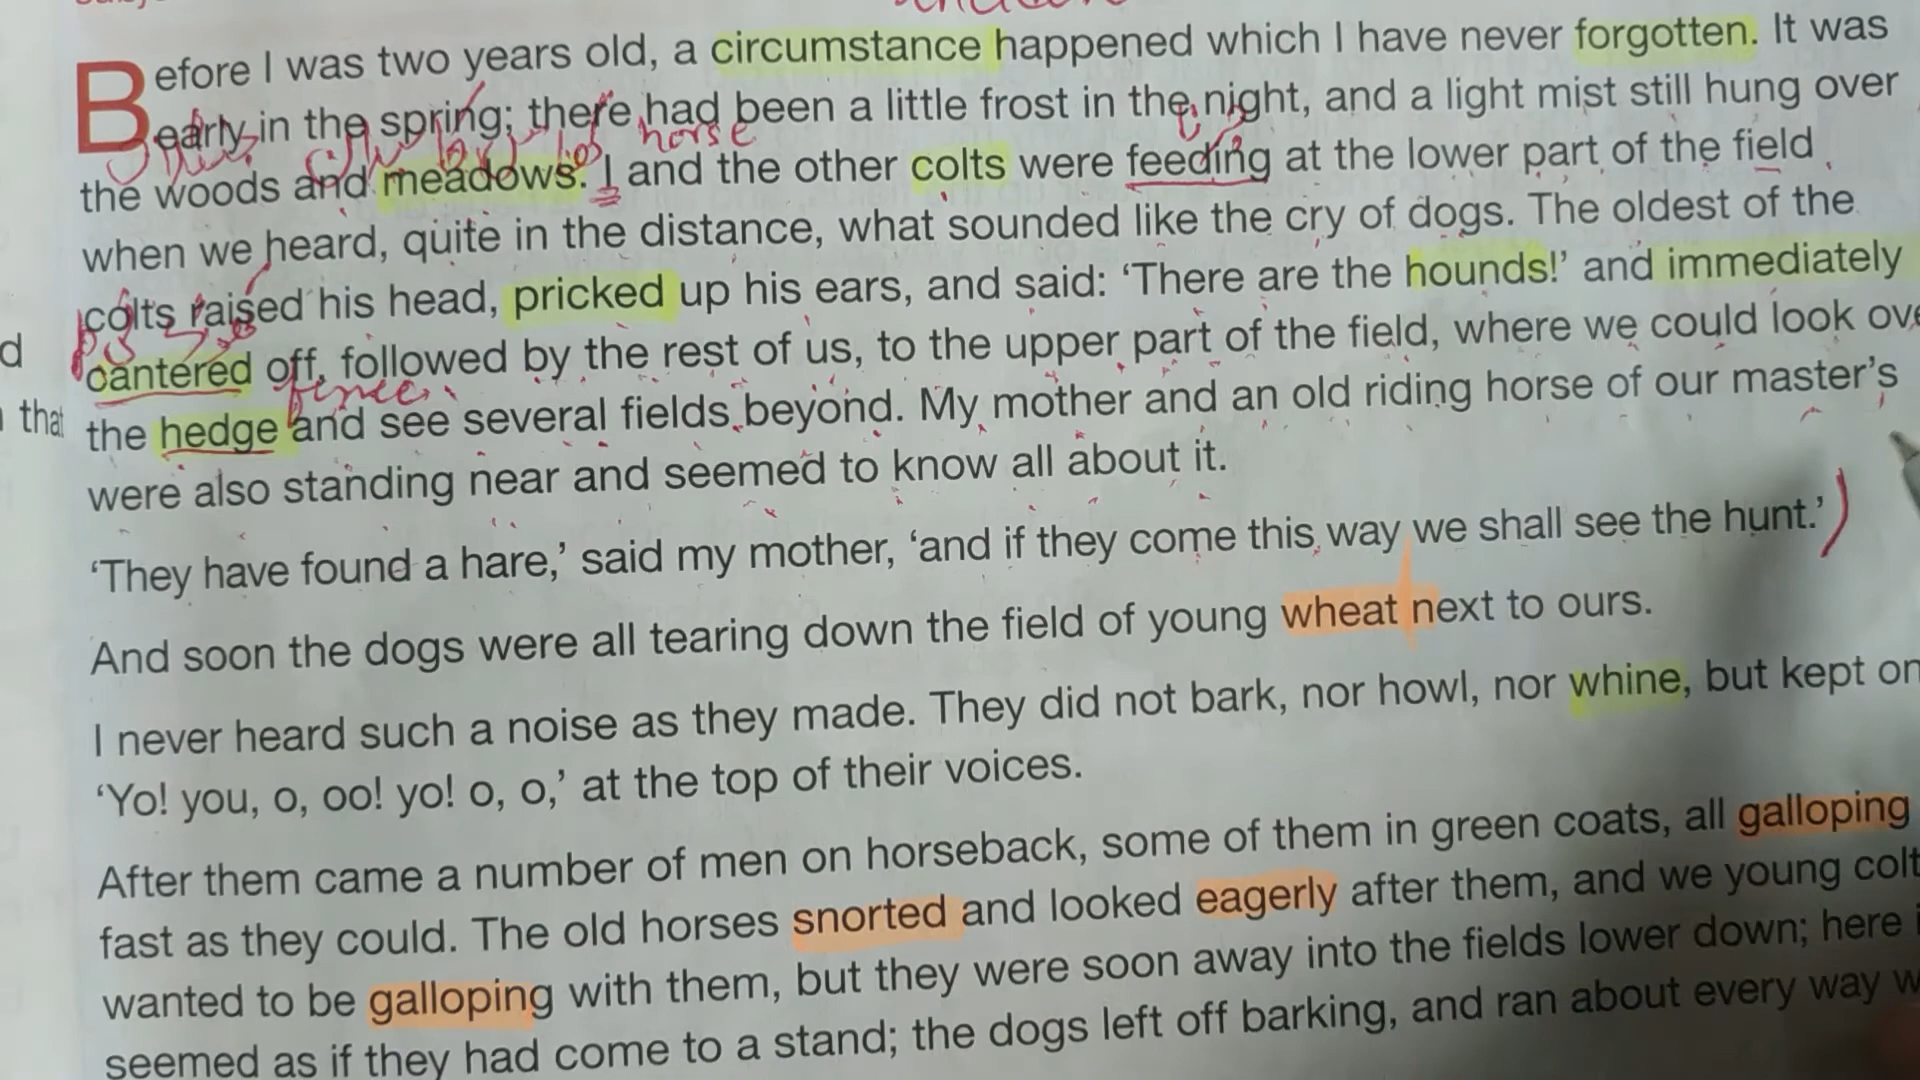 Before I was two years old, a circumstance happened which I have never forgotten. It was
early in the spring; there had been a little frost in the night, and a light mist still hung over
horse
the woods and meadows. I and the other colts were feeding at the lower part of the field
when we heard, quite in the distance, what sounded like the cry of dogs. The oldest of the
colts raised his head, pricked up his ears, and said: ‘There are the hounds!’ and immediately
d
cantered off, followed by the rest of us, to the upper part of the field, where we could look ove
fence
that
the hedge and see several fields beyond. My mother and an old riding horse of our master’s
were also standing near and seemed to know all about it.
‘They have found a hare,’ said my mother, ‘and if they come this way we shall see the hunt.’
And soon the dogs were all tearing down the field of young wheat next to ours.
I never heard such a noise as they made. They did not bark, nor howl, nor whine, but kept on
‘Yo! you, o, oo! yo! o, o,’ at the top of their voices.
After them came a number of men on horseback, some of them in green coats, all galloping
fast as they could. The old horses snorted and looked eagerly after them, and we young colt
wanted to be galloping with them, but they were soon away into the fields lower down; here i
seemed as if they had come to a stand; the dogs left off barking, and ran about every way w